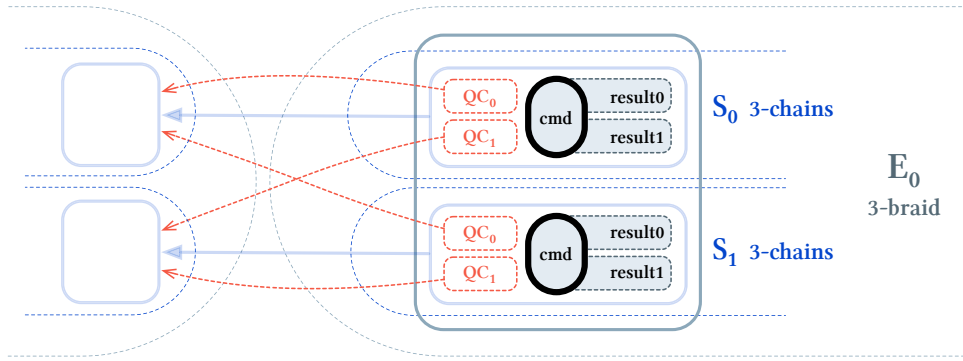 QC₀
cmd
result0
QC₁
result1
S₀ 3-chains
E₀
3-braid
QC₀
cmd
result0
QC₁
result1
S₁ 3-chains